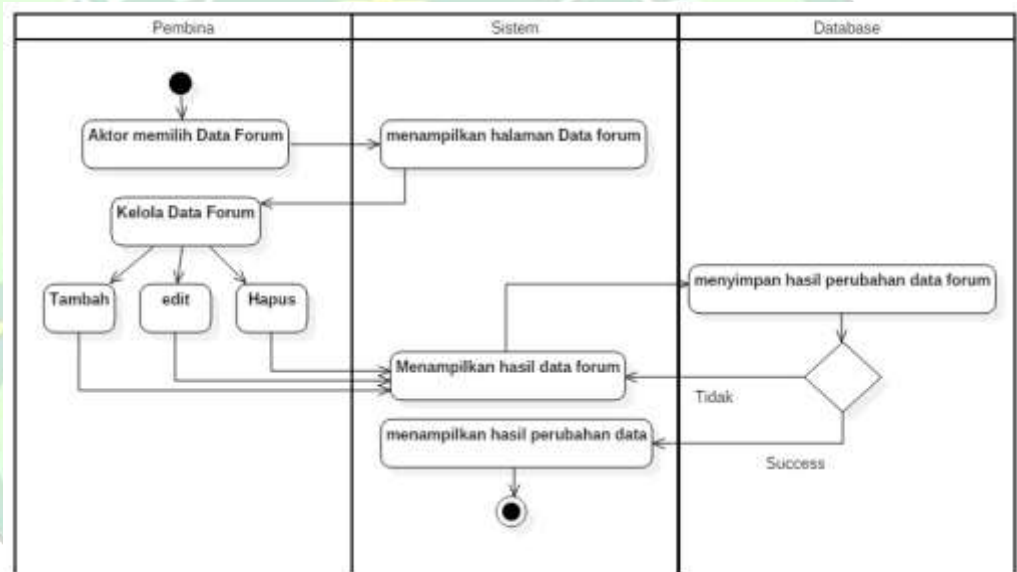 Pembina
Sistem
Database
Aktor memilih Data Forum
menampilkan halaman Data forum
Kelola Data Forum
Tambah
edit
Hapus
menyimpan hasil perubahan data forum
Menampilkan hasil data forum
Tidak
menampilkan hasil perubahan data
Success